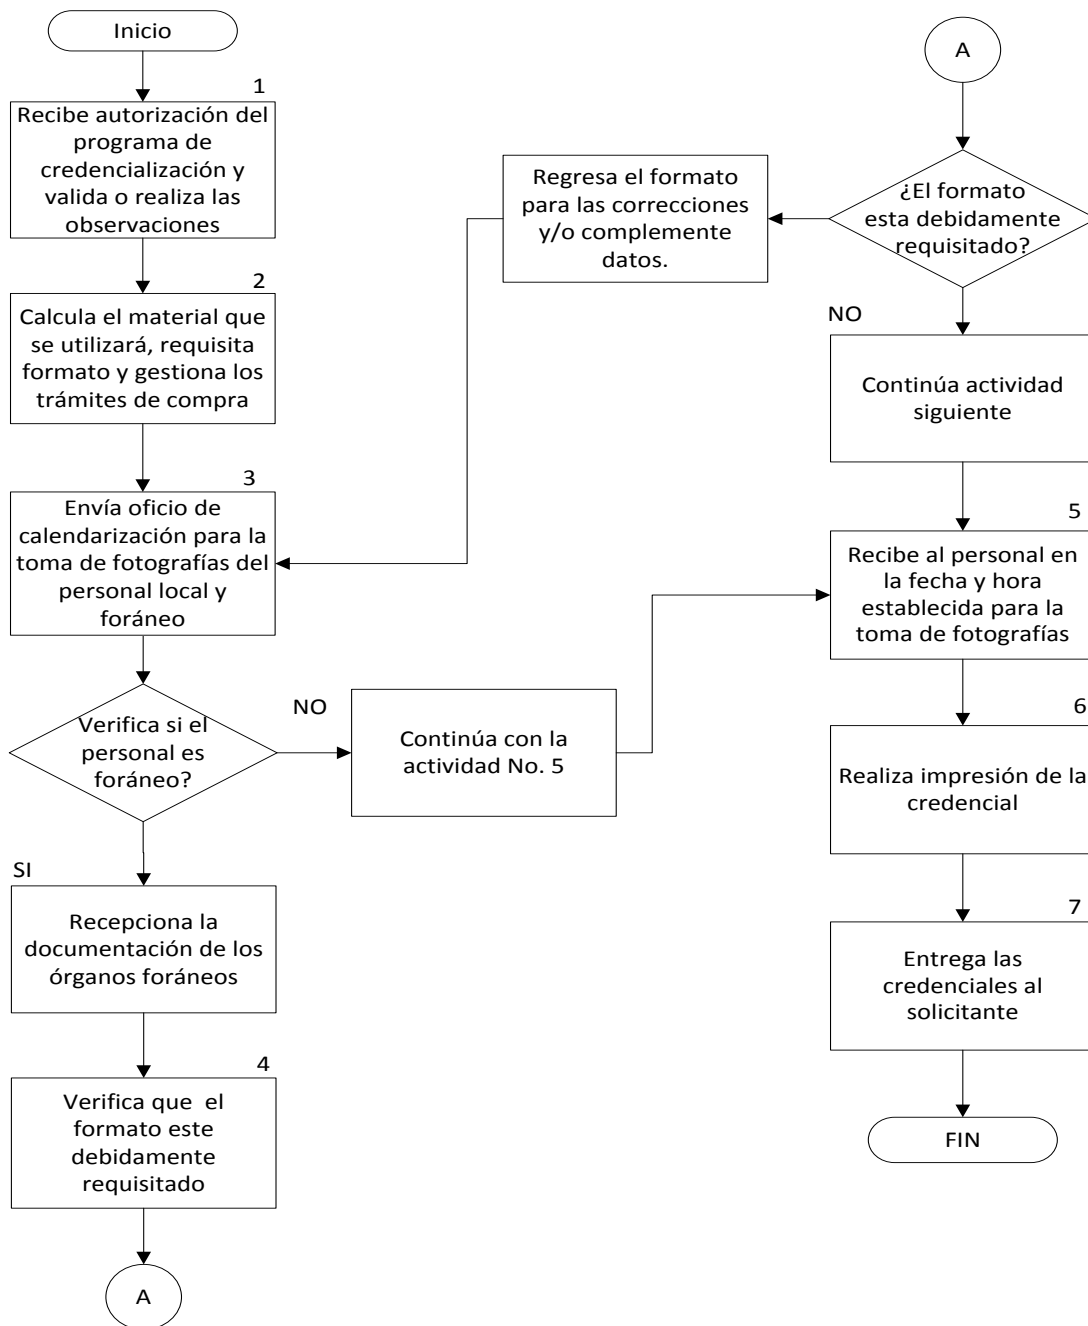 Inicio
1
Recibe autorización del
programa de
credencialización y
valida o realiza las
observaciones
2
Calcula el material que
se utilizará, requisita
formato y gestiona los
trámites de compra
3
Envía oficio de
calendarización para la
toma de fotografías del
personal local y
foráneo
Verifica si el
personal es
foráneo?
NO
Continúa con la
actividad No. 5
SI
Recepciona la
documentación de los
órganos foráneos
4
Verifica que  el
formato este
debidamente
requisitado
A
A
¿El formato
esta debidamente
requisitado?
Regresa el formato
para las correcciones
y/o complemente
datos.
NO
Continúa actividad
siguiente
5
Recibe al personal en
la fecha y hora
establecida para la
toma de fotografías
6
Realiza impresión de la
credencial
7
Entrega las
credenciales al
solicitante
FIN